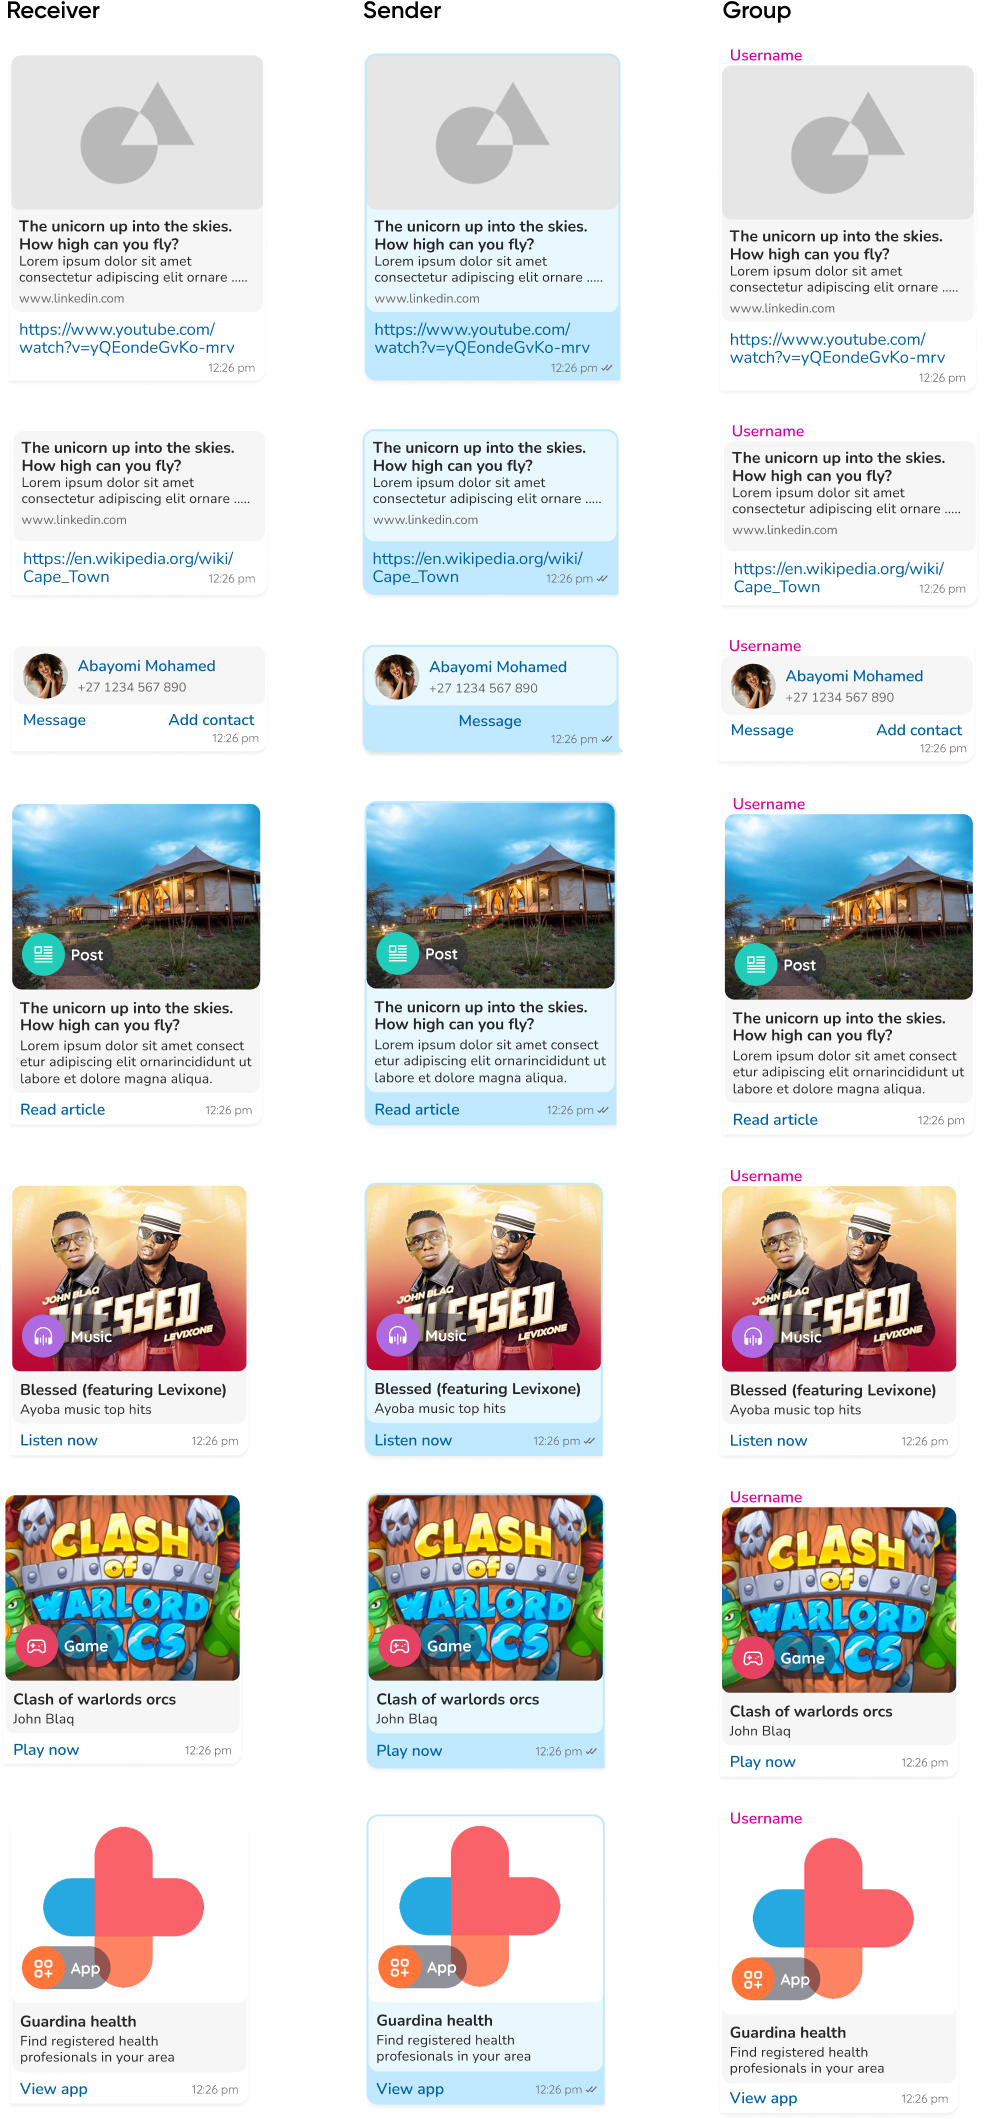 Receiver
Sender
Group
The unicorn up into the skies.
How high can you fly?
Lorem ipsum dolor sit amet
consectetur adipiscing elit ornare .....
www.linkedin.com
https://www.youtube.com/
watch?v=yQEondeGvKo-mrv
12:26 pm
The unicorn up into the skies.
How high can you fly?
Lorem ipsum dolor sit amet
consectetur adipiscing elit ornare .....
www.linkedin.com
https://www.youtube.com/
watch?v=yQEondeGvKo-mrv
12:26 pm
Username
The unicorn up into the skies.
How high can you fly?
Lorem ipsum dolor sit amet
consectetur adipiscing elit ornare .....
www.linkedin.com
https://www.youtube.com/
watch?v=yQEondeGvKo-mrv
12:26 pm
The unicorn up into the skies.
How high can you fly?
Lorem ipsum dolor sit amet
consectetur adipiscing elit ornare .....
www.linkedin.com
https://en.wikipedia.org/wiki/
Cape_Town 12:26 pm
The unicorn up into the skies.
How high can you fly?
Lorem ipsum dolor sit amet
consectetur adipiscing elit ornare .....
www.linkedin.com
https://en.wikipedia.org/wiki/
Cape_Town 12:26 pm
Username
The unicorn up into the skies.
How high can you fly?
Lorem ipsum dolor sit amet
consectetur adipiscing elit ornare .....
www.linkedin.com
https://en.wikipedia.org/wiki/
Cape_Town 12:26 pm
Abayomi Mohamed
+27 1234 567 890
Message Add contact
12:26 pm
Abayomi Mohamed
+27 1234 567 890
Message
12:26 pm
Username
Abayomi Mohamed
+27 1234 567 890
Message Add contact
12:26 pm
Post
The unicorn up into the skies.
How high can you fly?
Lorem ipsum dolor sit amet consect
etur adipiscing elit ornarincididunt ut
labore et dolore magna aliqua.
Read article 12:26 pm
Post
The unicorn up into the skies.
How high can you fly?
Lorem ipsum dolor sit amet consect
etur adipiscing elit ornarincididunt ut
labore et dolore magna aliqua.
Read article 12:26 pm
Username
Post
The unicorn up into the skies.
How high can you fly?
Lorem ipsum dolor sit amet consect
etur adipiscing elit ornarincididunt ut
labore et dolore magna aliqua.
Read article 12:26 pm
JOHN BLAQ
BLESSED
LEVIXONE
Music
Blessed (featuring Levixone)
Ayoba music top hits
Listen now 12:26 pm
JOHN BLAQ
BLESSED
LEVIXONE
Music
Blessed (featuring Levixone)
Ayoba music top hits
Listen now 12:26 pm
Username
JOHN BLAQ
BLESSED
LEVIXONE
Music
Blessed (featuring Levixone)
Ayoba music top hits
Listen now 12:26 pm
CLASH
OF
WARLORD
ORCS
Game
Clash of warlords orcs
John Blaq
Play now 12:26 pm
CLASH
OF
WARLORD
ORCS
Game
Clash of warlords orcs
John Blaq
Play now 12:26 pm
Username
CLASH
OF
WARLORD
ORCS
Game
Clash of warlords orcs
John Blaq
Play now 12:26 pm
App
Guardina health
Find registered health
profesionals in your area
View app 12:26 pm
App
Guardina health
Find registered health
profesionals in your area
View app 12:26 pm
Username
App
Guardina health
Find registered health
profesionals in your area
View app 12:26 pm